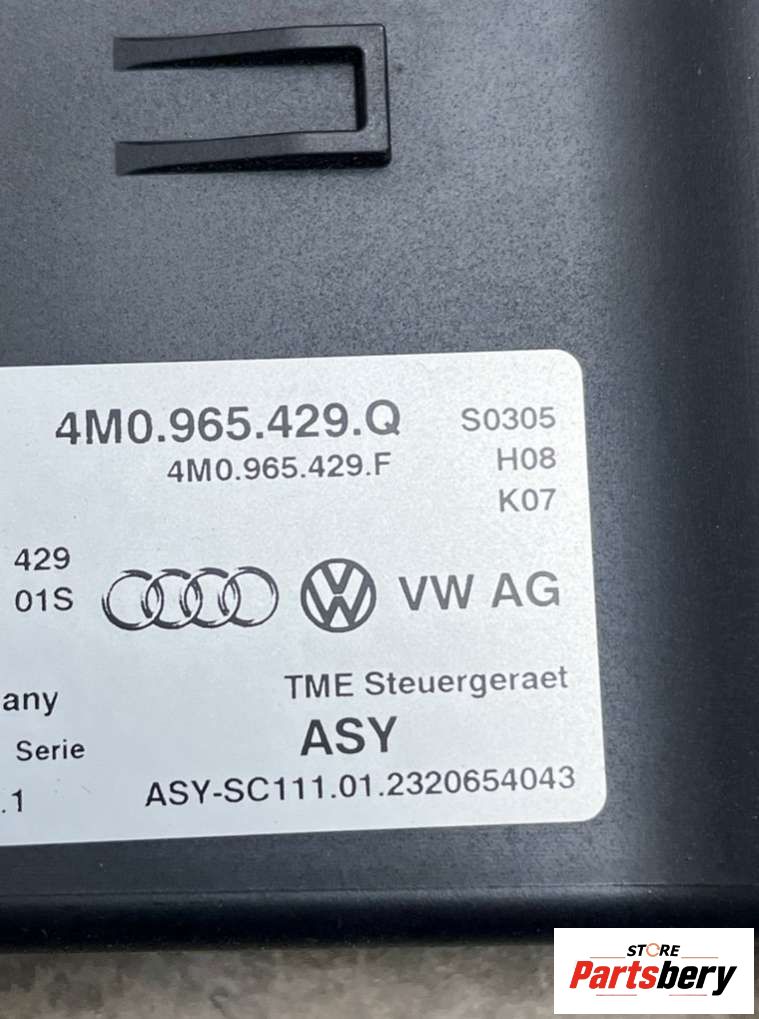 4M0.965.429.Q S0305
4M0.965.429.F H08
K07
429
01S VW AG
any TME Steuergeraet
Serie ASY
.1 ASY-SC111.01.2320654043
STORE
Partsbery